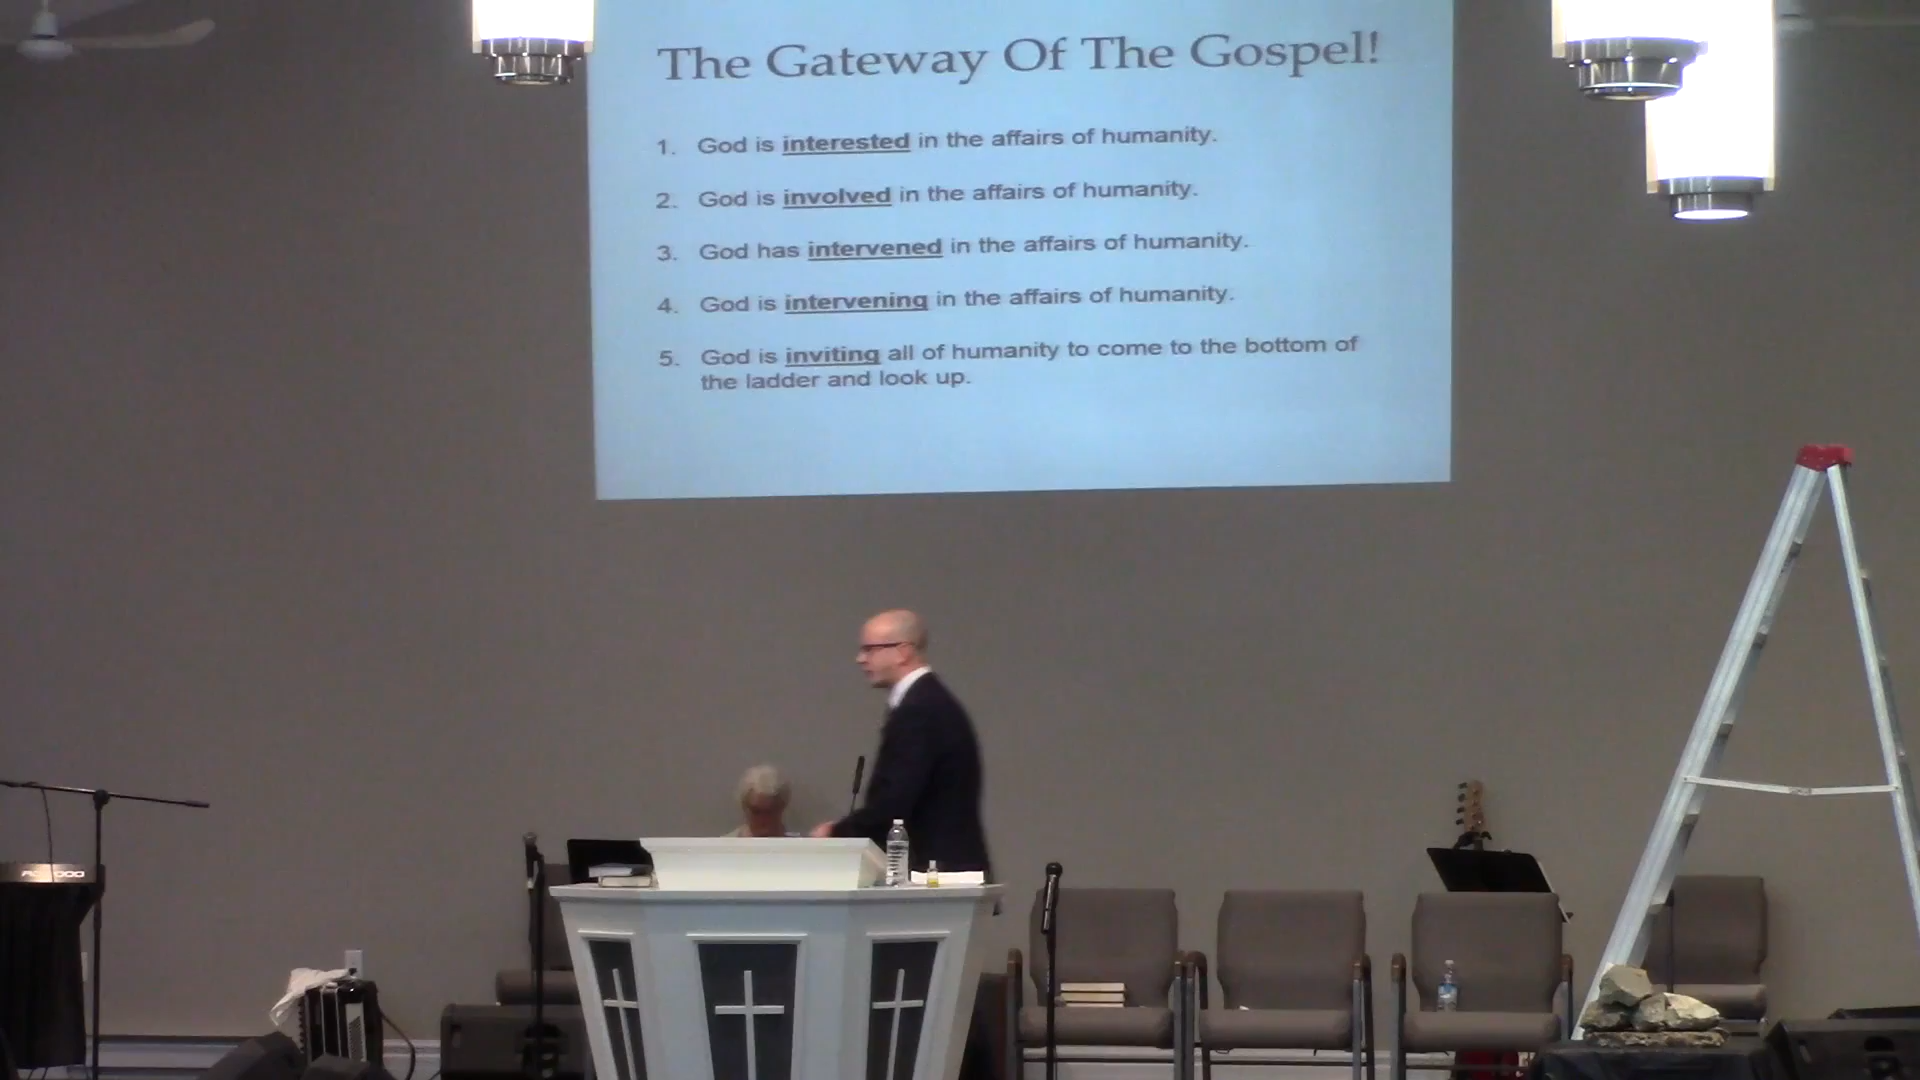 The Gateway Of The Gospel!
1. God is interested in the affairs of humanity.
2. God is involved in the affairs of humanity.
3. God has intervened in the affairs of humanity.
4. God is intervening in the affairs of humanity.
5. God is inviting all of humanity to come to the bottom of
the ladder and look up.